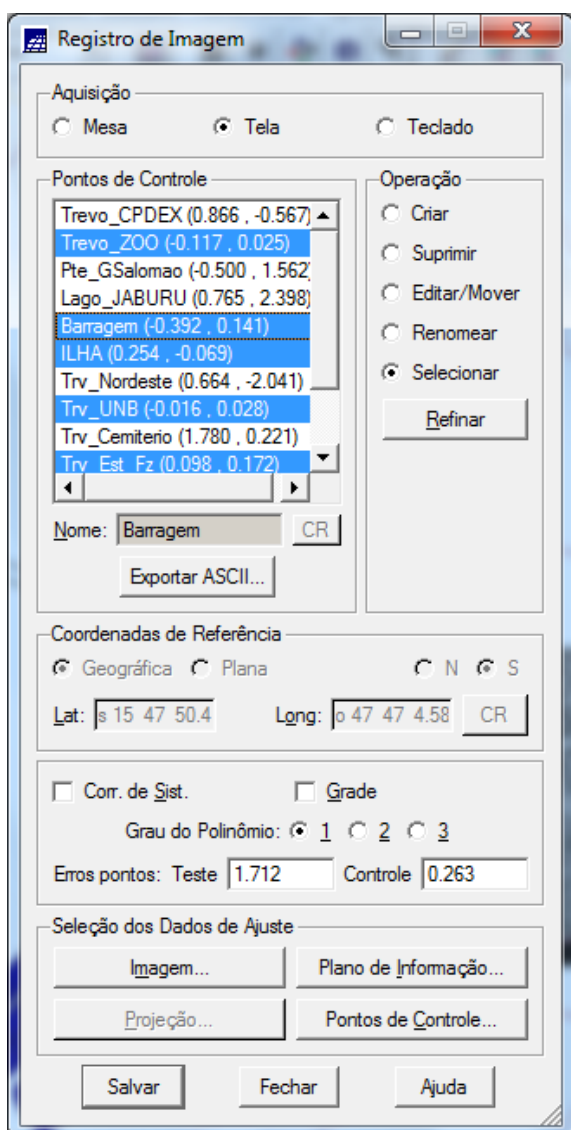 Registro de Imagem
Aquisição
Mesa Tela Teclado
Pontos de Controle
Trevo_CPDEX (0.866 , -0.567)
Trevo_ZOO (-0.117 , 0.025)
Pte_GSalomao (-0.500 , 1.562)
Lago_JABURU (0.765 , 2.398)
Barragem (-0.392 , 0.141)
ILHA (0.254 , -0.069)
Trv_Nordeste (0.664 , -2.041)
Trv_UNB (-0.016 , 0.028)
Trv_Cemiterio (1.780 , 0.221)
Trv_Est_Fz (0.098 , 0.172)
Nome: Barragem CR
Exportar ASCII...
Operação
Criar
Suprimir
Editar/Mover
Renomear
Selecionar
Refinar
Coordenadas de Referência
Geográfica Plana N S
Lat: s 15 47 50.4 Long: o 47 47 4.58 CR
Corr. de Sist. Grade
Grau do Polinômio: 1 2 3
Erros pontos: Teste 1.712 Controle 0.263
Seleção dos Dados de Ajuste
Imagem... Plano de Informação...
Projeção... Pontos de Controle...
Salvar Fechar Ajuda